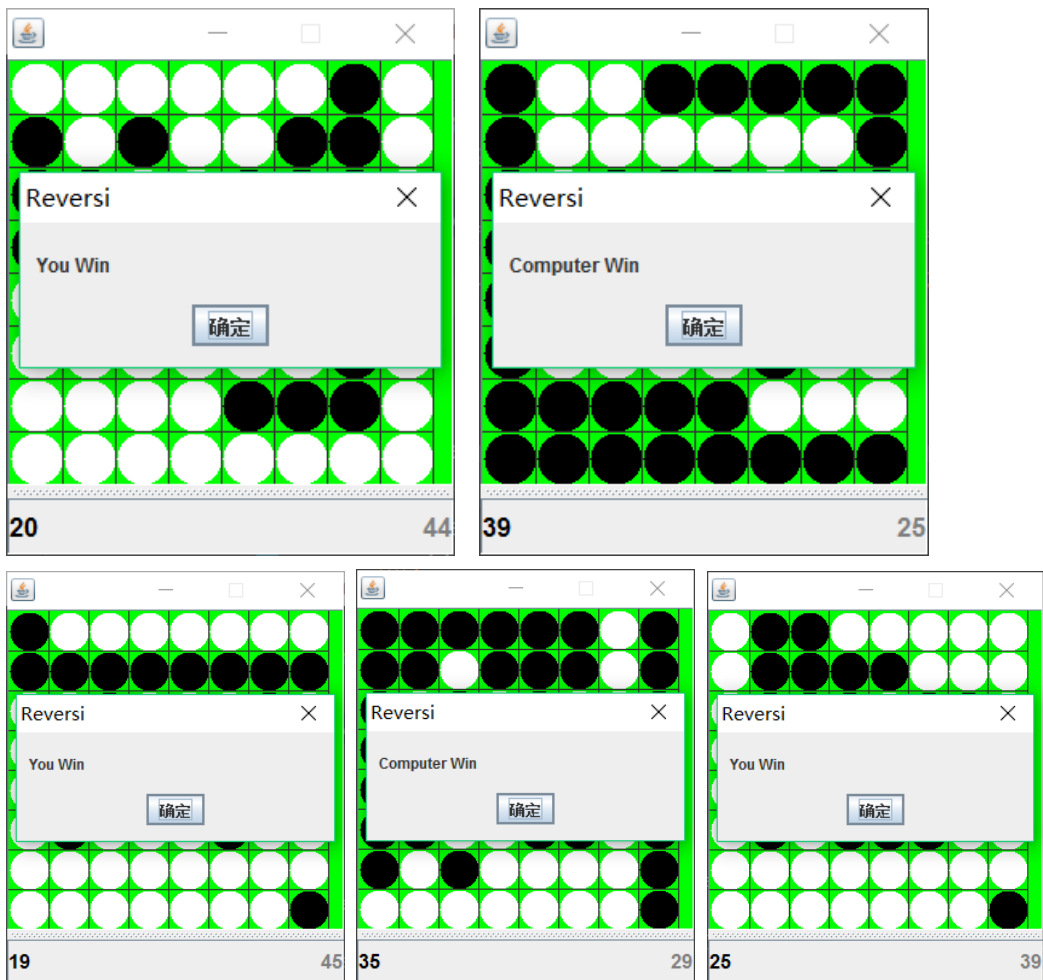 Reversi
You Win
确定
20 44
Reversi
Computer Win
确定
39 25
Reversi
You Win
确定
19 45
Reversi
Computer Win
确定
35 29
Reversi
You Win
确定
25 39